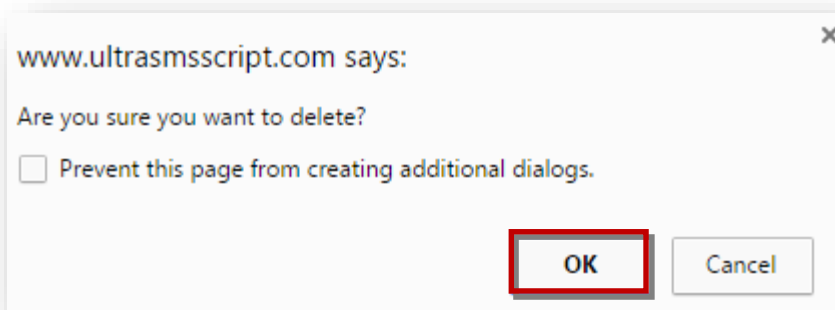 www.ultrasmsscript.com says:
Are you sure you want to delete?
Prevent this page from creating additional dialogs.
OK Cancel